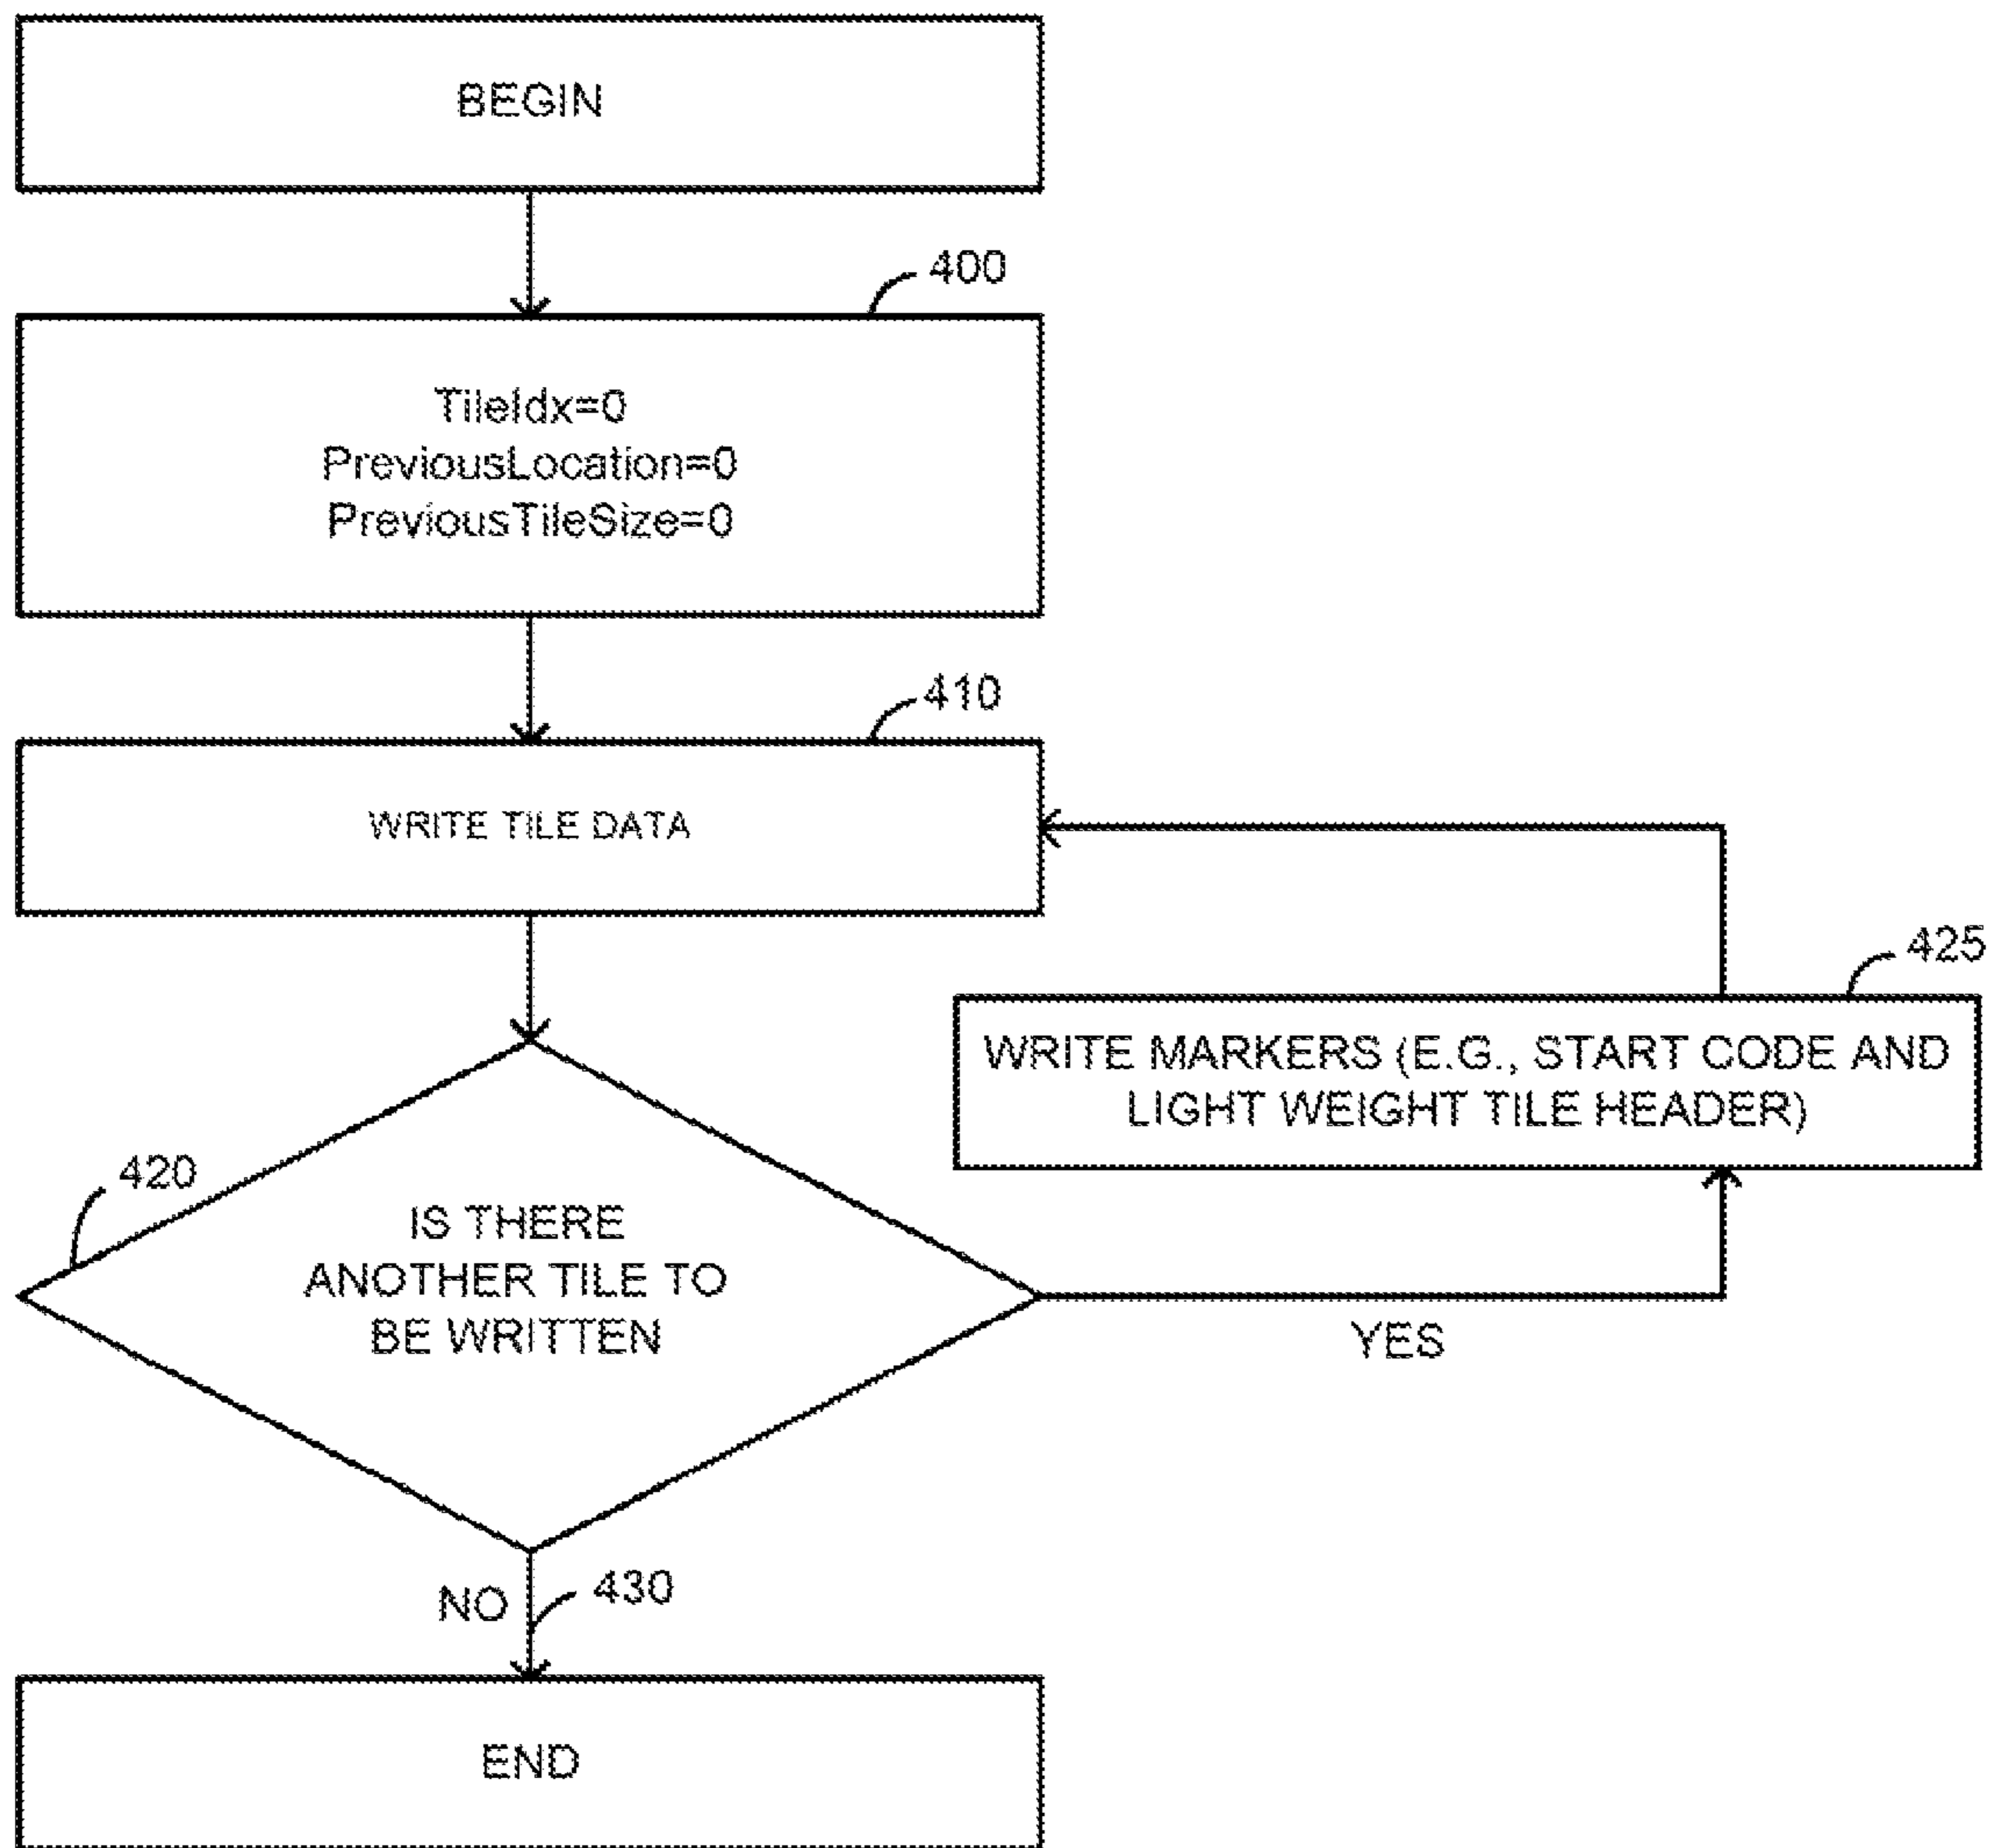 BEGIN
400
TileIdx=0
PreviousLocation=0
PreviousTileSize=0
410
WRITE TILE DATA
425
WRITE MARKERS (E.G., START CODE AND
LIGHT WEIGHT TILE HEADER)
420
IS THERE
ANOTHER TILE TO
BE WRITTEN
YES
NO
430
END